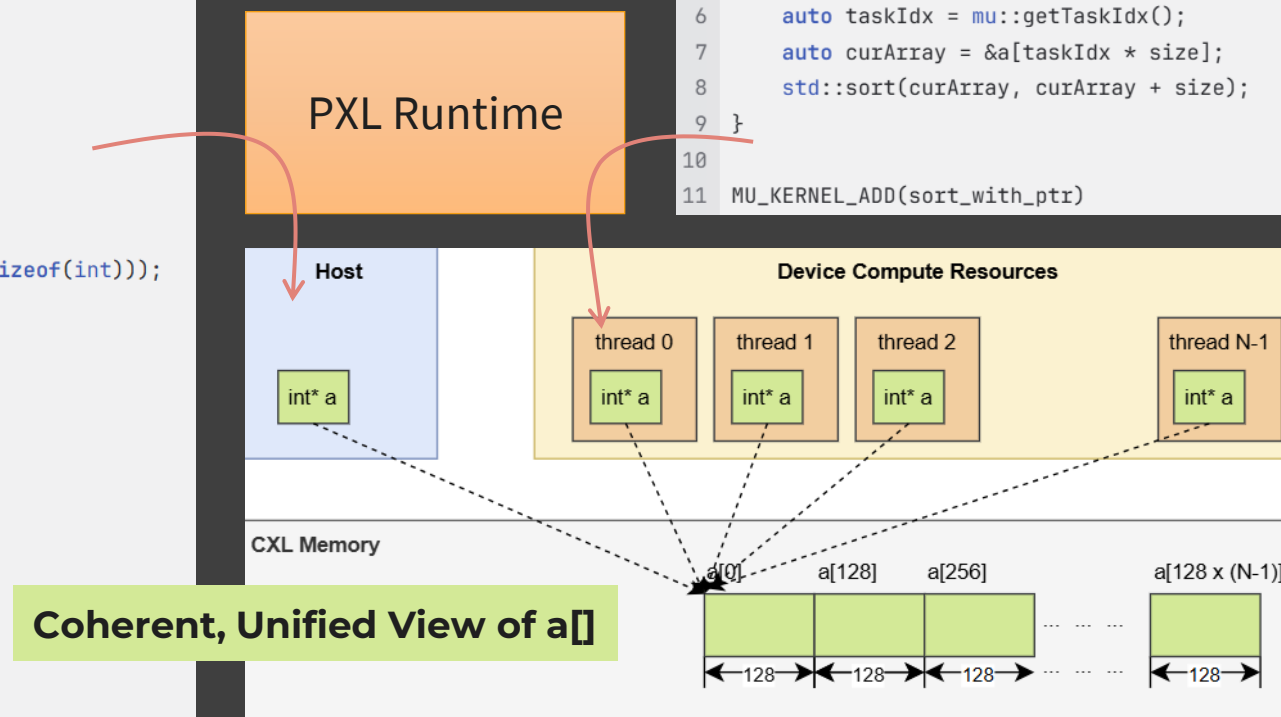 6 auto taskIdx = mu::getTaskIdx();
7 auto curArray = &a[taskIdx * size];
8 std::sort(curArray, curArray + size);
9 }
10
11 MU_KERNEL_ADD(sort_with_ptr)
PXL Runtime
izeof(int)));
Host
Device Compute Resources
thread 0
thread 1
thread 2
thread N-1
int* a
int* a
int* a
int* a
int* a
CXL Memory
a[0]
a[128]
a[256]
a[128 x (N-1)]
Coherent, Unified View of a[]
... ... ...
128
128
128
... ... ...
128